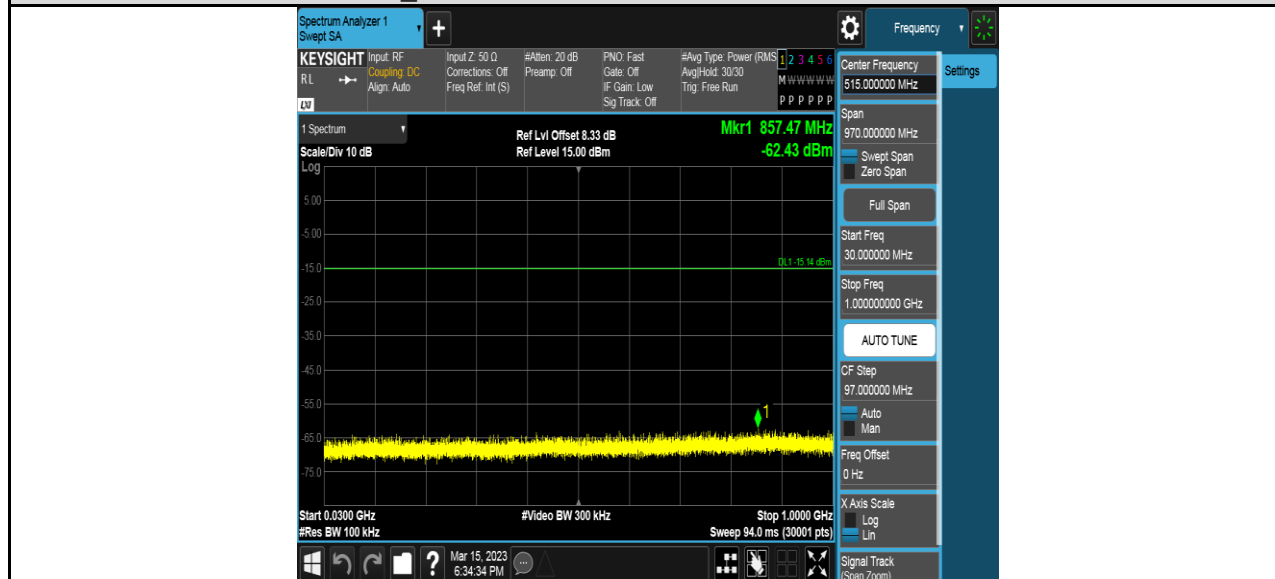 Spectrum Analyzer 1
Swept SA
+
Frequency
KEYSIGHT
RL
LXI
Input: RF
Coupling: DC
Align: Auto
Input Z: 50 Ω
Corrections: Off
Freq Ref: Int (S)
#Atten: 20 dB
Preamp: Off
PNO: Fast
Gate: Off
IF Gain: Low
Sig Track: Off
#Avg Type: Power (RMS
Avg|Hold: 30/30
Trig: Free Run
1 2 3 4 5 6
M W W W W W
P P P P P P
Center Frequency
515.000000 MHz
Settings
Span
970.000000 MHz
Swept Span
Zero Span
Full Span
Start Freq
30.000000 MHz
Stop Freq
1.000000000 GHz
AUTO TUNE
CF Step
97.000000 MHz
Auto
Man
Freq Offset
0 Hz
X Axis Scale
Log
Lin
Signal Track
(Span Zoom)
1 Spectrum
Scale/Div 10 dB
Log
Ref Lvl Offset 8.33 dB
Ref Level 15.00 dBm
Mkr1 857.47 MHz
-62.43 dBm
5.00
-5.00
-15.0
DL1 -15.14 dBm
-25.0
-35.0
-45.0
-55.0
1
-65.0
-75.0
Start 0.0300 GHz
#Res BW 100 kHz
#Video BW 300 kHz
Stop 1.0000 GHz
Sweep 94.0 ms (30001 pts)
?
Mar 15, 2023
6:34:34 PM